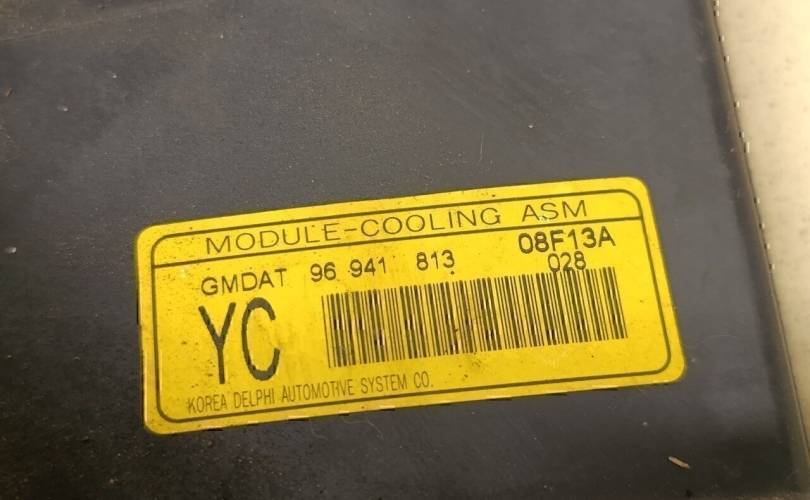 MODULE-COOLING ASM
GMDAT 96 941 813 08F13A
028
YC
KOREA DELPHI AUTOMOTIVE SYSTEM CO.